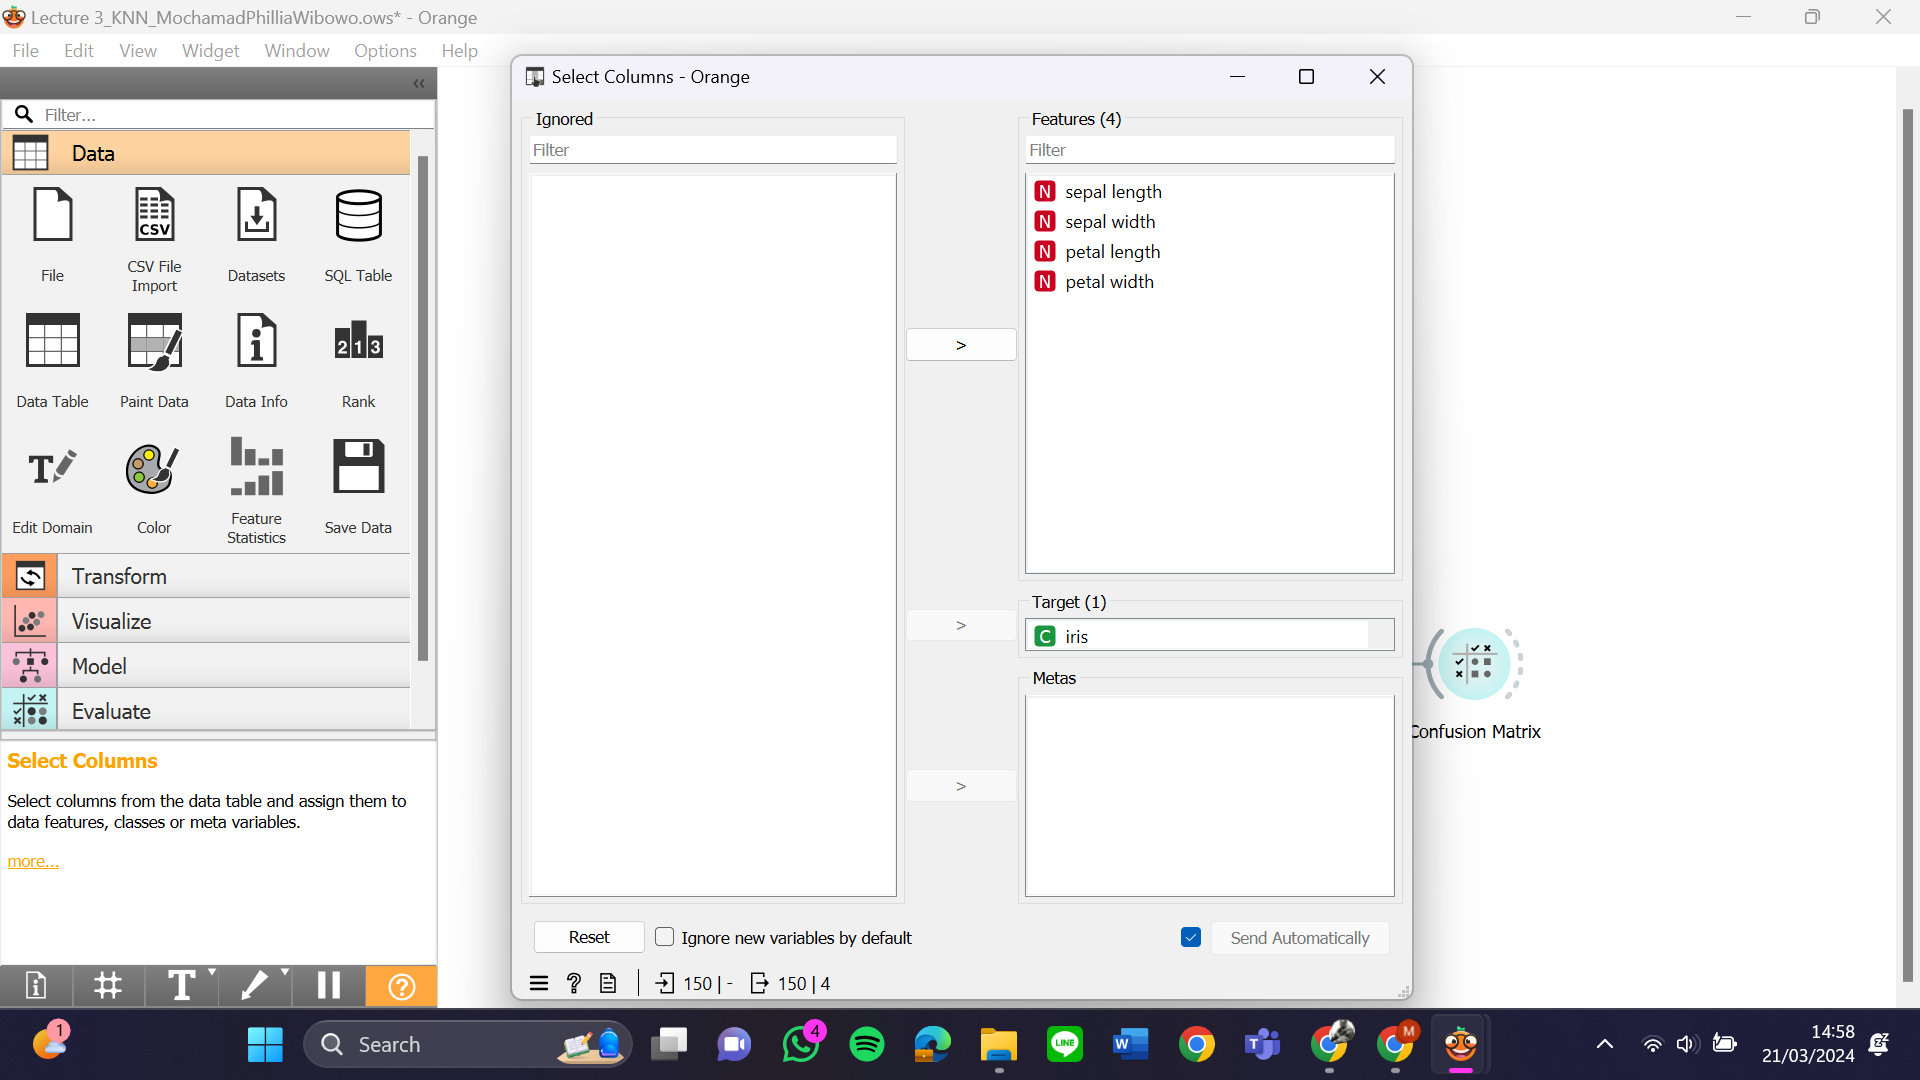 Lecture 3_KNN_MochamadPhilliaWibowo.ows* - Orange
File Edit View Widget Window Options Help
Filter...
Data
File
CSV File Import
Datasets
SQL Table
Data Table
Paint Data
Data Info
Rank
Edit Domain
Color
Feature Statistics
Save Data
Transform
Visualize
Model
Evaluate
Select Columns
Select columns from the data table and assign them to
data features, classes or meta variables.
more...
Select Columns - Orange
Ignored
Filter
>
>
>
Features (4)
Filter
N sepal length
N sepal width
N petal length
N petal width
Target (1)
C iris
Metas
Reset
Ignore new variables by default
Send Automatically
150 | -
150 | 4
Confusion Matrix
1
Search
4
LINE
W
T
M
14:58
21/03/2024